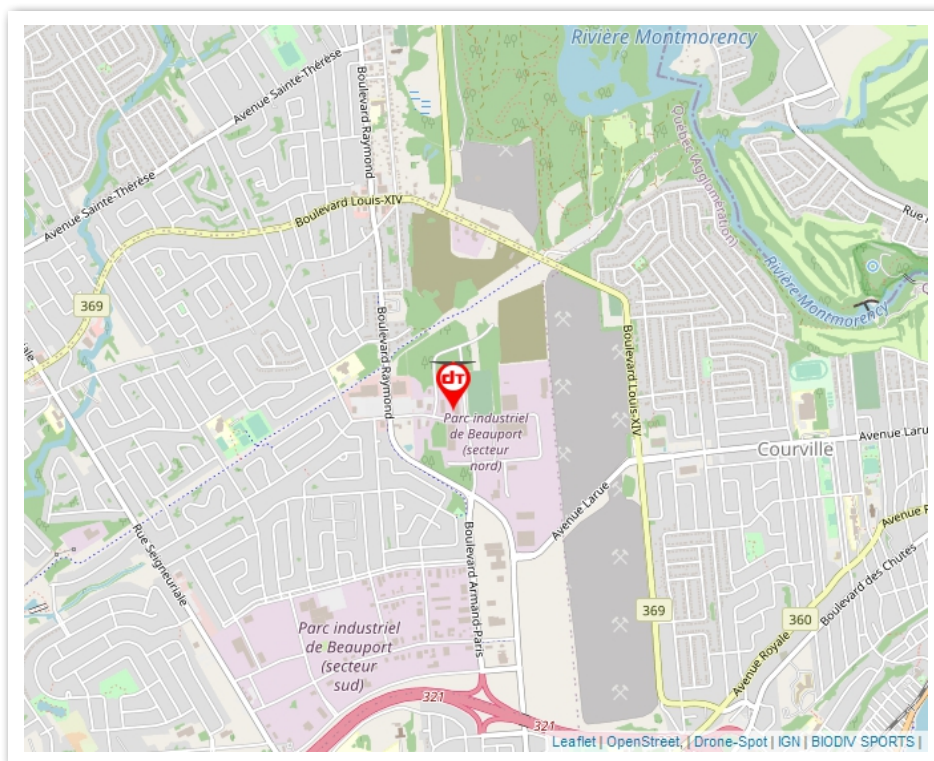 Rivière Montmorency
Avenue Sainte-Thérèse
Boulevard Raymond
Québec (Agglomération)
Avenue Sainte-Thérèse
Boulevard Louis-XIV
Rue
369
Rivière Montmorency
Boulevard Raymond
Boulevard Louis-XIV
dT
Parc industriel
de Beauport
(secteur
nord)
Courville
Avenue Laru
Avenue Larue
Avenue R
Rue Seigneuriale
Boulevard Armand-Paris
Boulevard des Chutes
369
360
Parc industriel
de Beauport
(secteur
sud)
Avenue Royale
321
321
Leaflet | OpenStreet, | Drone-Spot | IGN | BIODIV SPORTS |